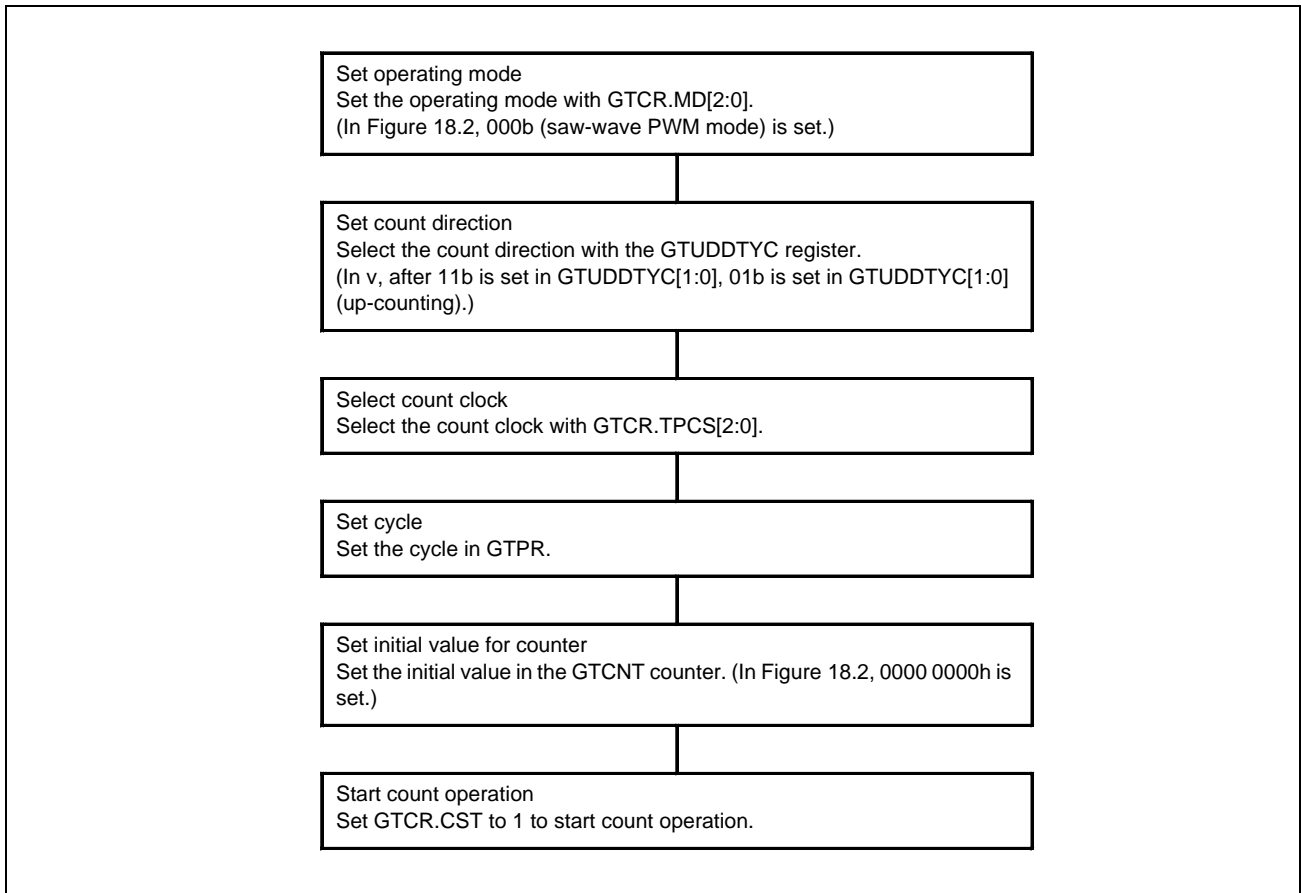 Set operating mode
Set the operating mode with GTCR.MD[2:0].
(In Figure 18.2, 000b (saw-wave PWM mode) is set.)
Set count direction
Select the count direction with the GTUDDTYC register.
(In v, after 11b is set in GTUDDTYC[1:0], 01b is set in GTUDDTYC[1:0]
(up-counting).)
Select count clock
Select the count clock with GTCR.TPCS[2:0].
Set cycle
Set the cycle in GTPR.
Set initial value for counter
Set the initial value in the GTCNT counter. (In Figure 18.2, 0000 0000h is
set.)
Start count operation
Set GTCR.CST to 1 to start count operation.